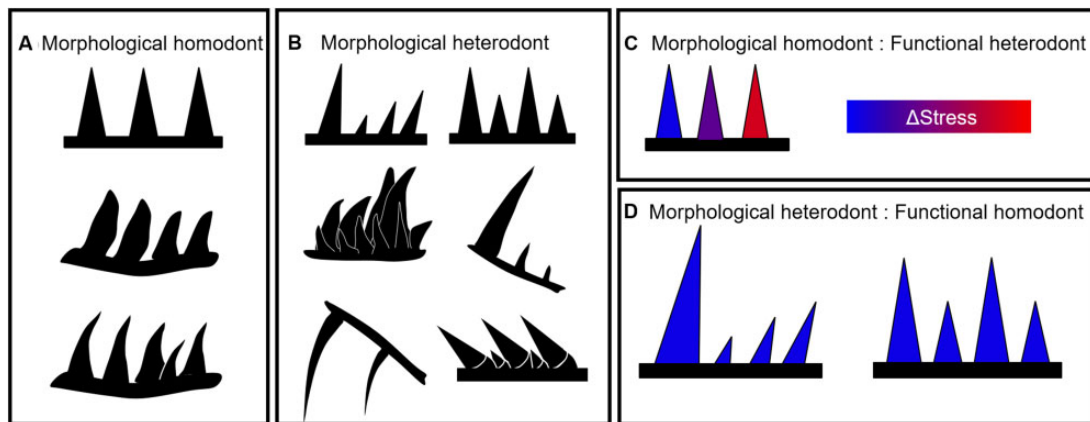 A Morphological homodont
B Morphological heterodont
C Morphological homodont : Functional heterodont
ΔStress
D Morphological heterodont : Functional homodont